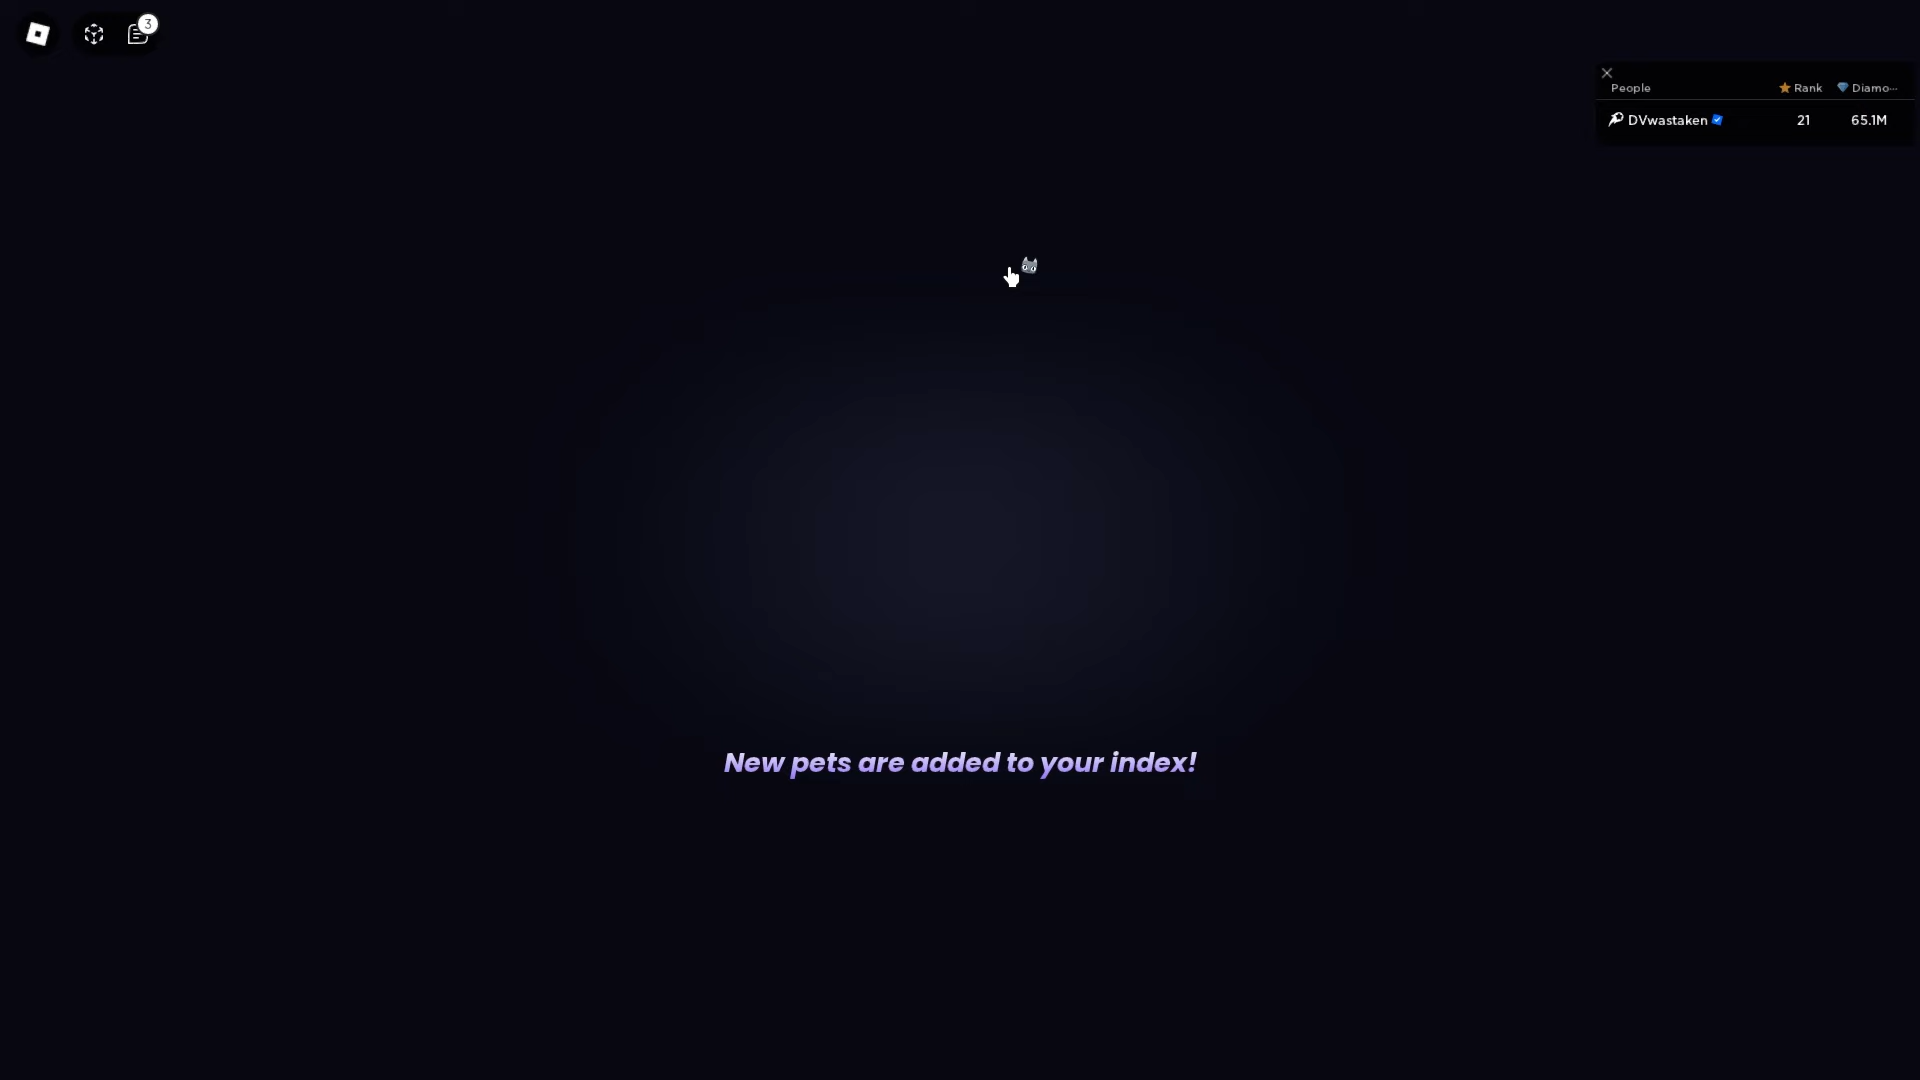 3
People Rank Diamo···
DVwastaken 21 65.1M
New pets are added to your index!